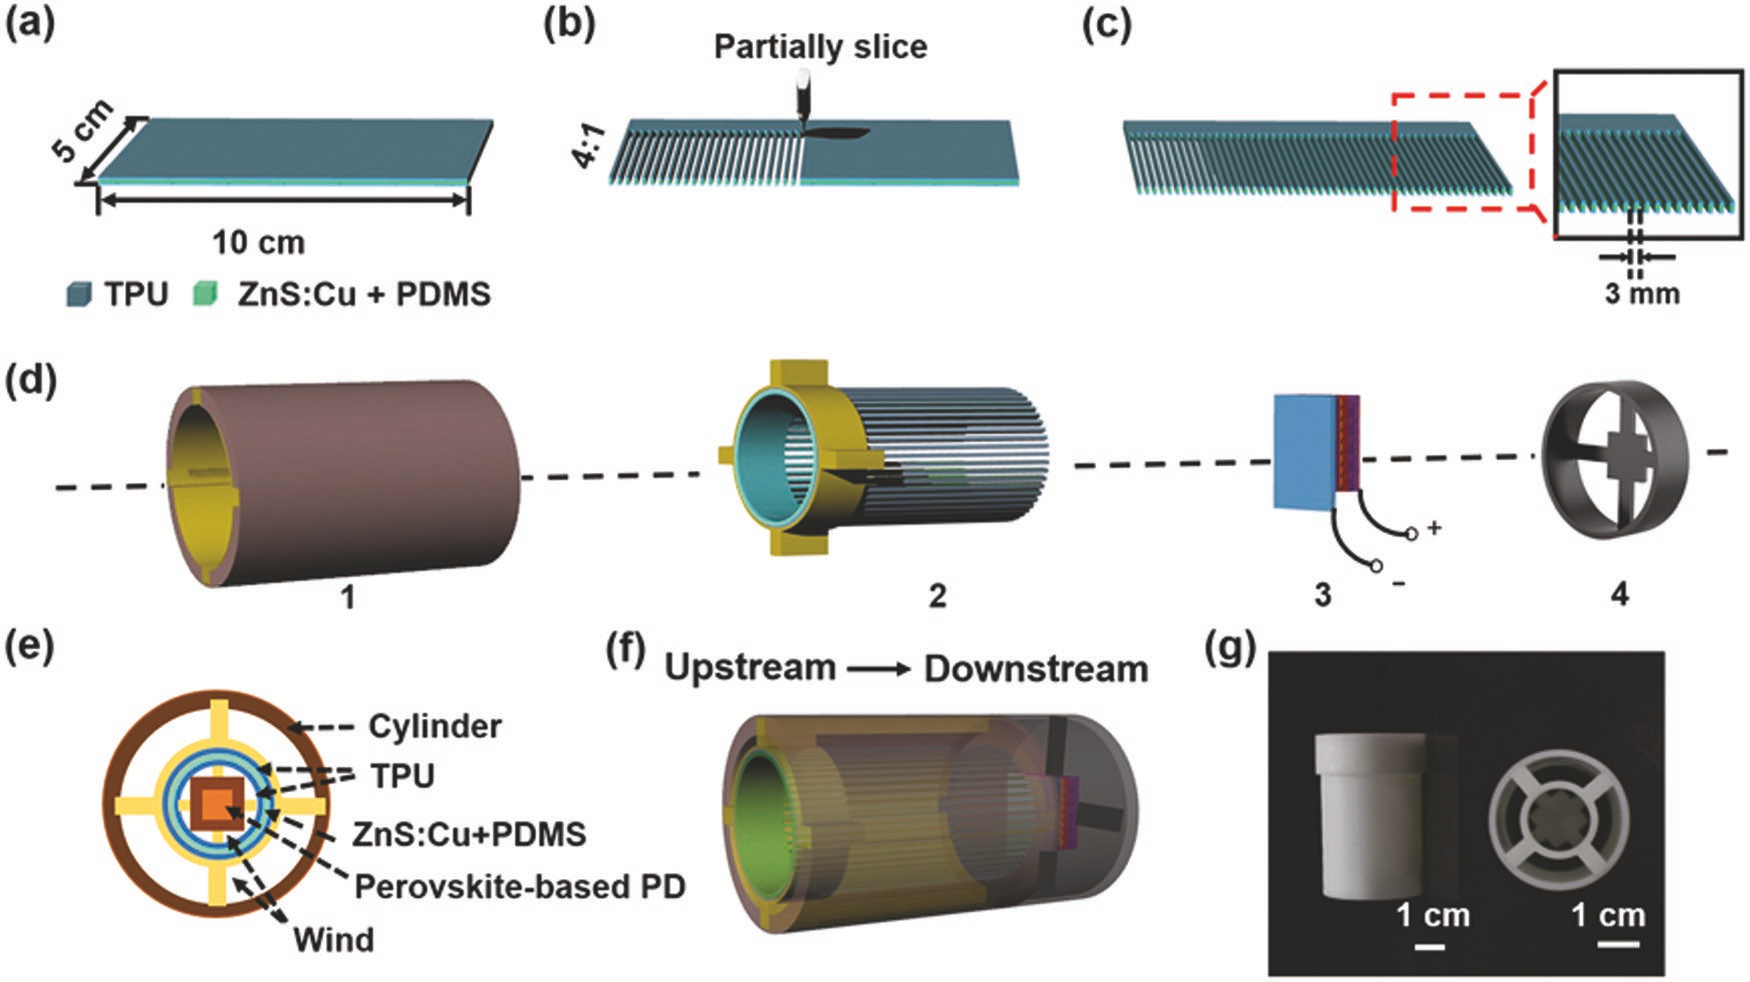 (a)
5 cm
10 cm
TPU
ZnS:Cu + PDMS
(b)
Partially slice
4:1
(c)
3 mm
(d)
1
2
+
−
3
4
(e)
Cylinder
TPU
ZnS:Cu+PDMS
Perovskite-based PD
Wind
(f)
Upstream → Downstream
(g)
1 cm
1 cm